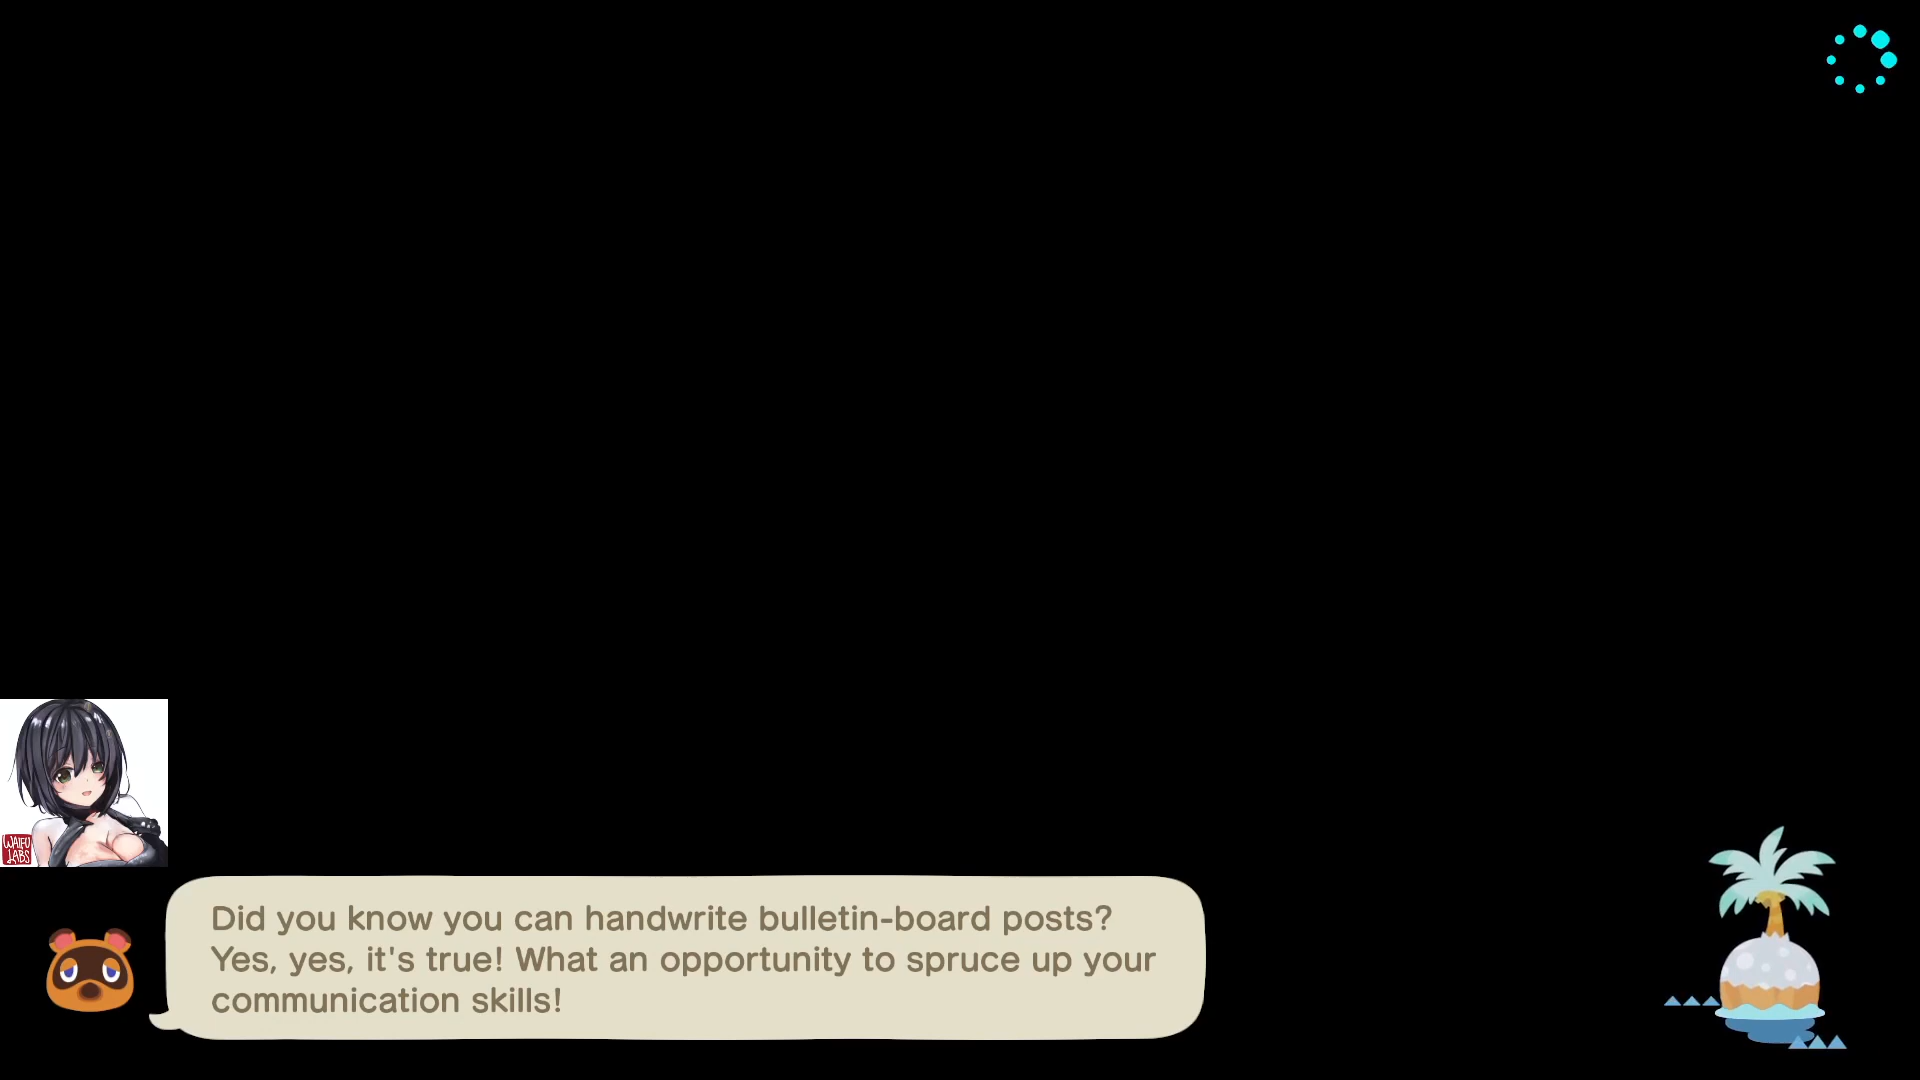 WAIFU
LABS
Did you know you can handwrite bulletin-board posts?
Yes, yes, it's true! What an opportunity to spruce up your
communication skills!